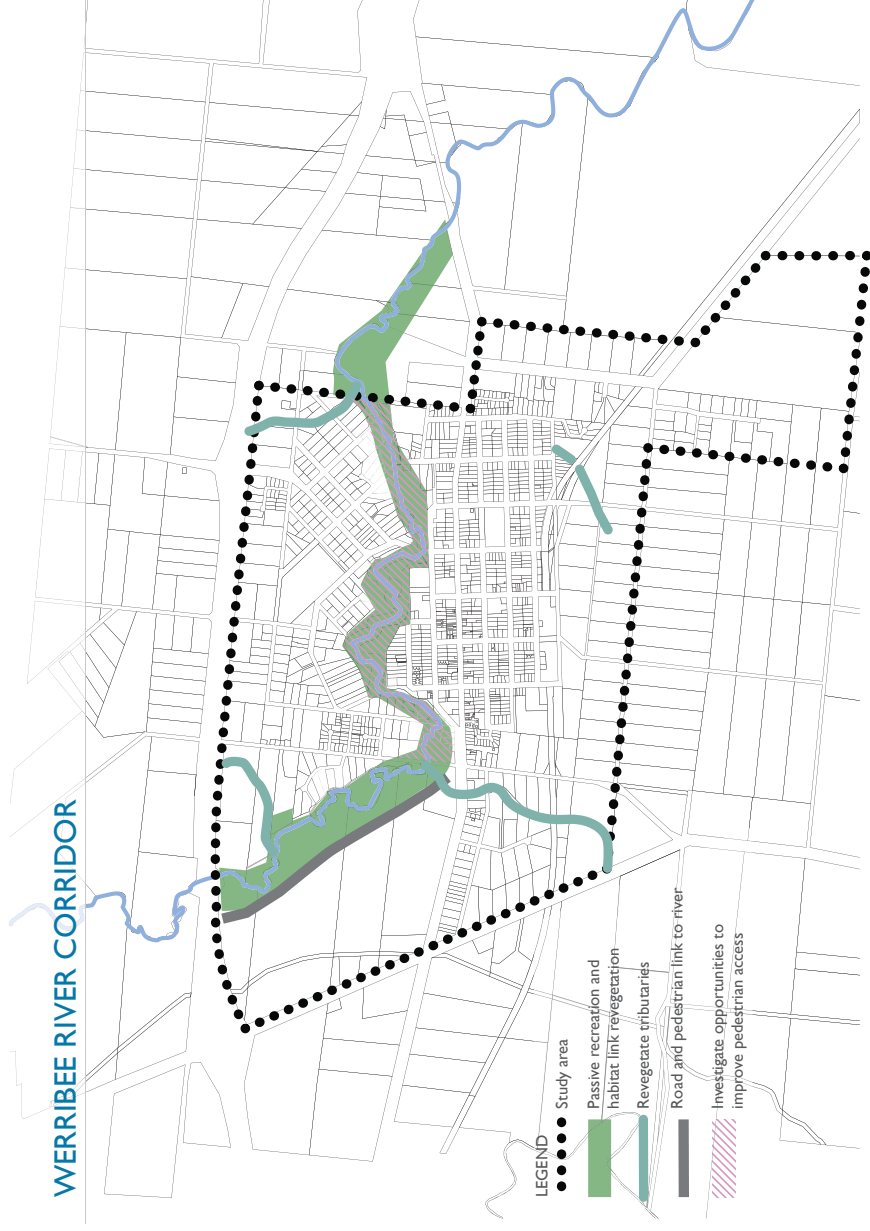 WERRIBEE RIVER CORRIDOR
LEGEND
Study area
Passive recreation and
habitat link revegetation
Revegetate tributaries
Road and pedestrian link to river
Investigate opportunities to
improve pedestrian access